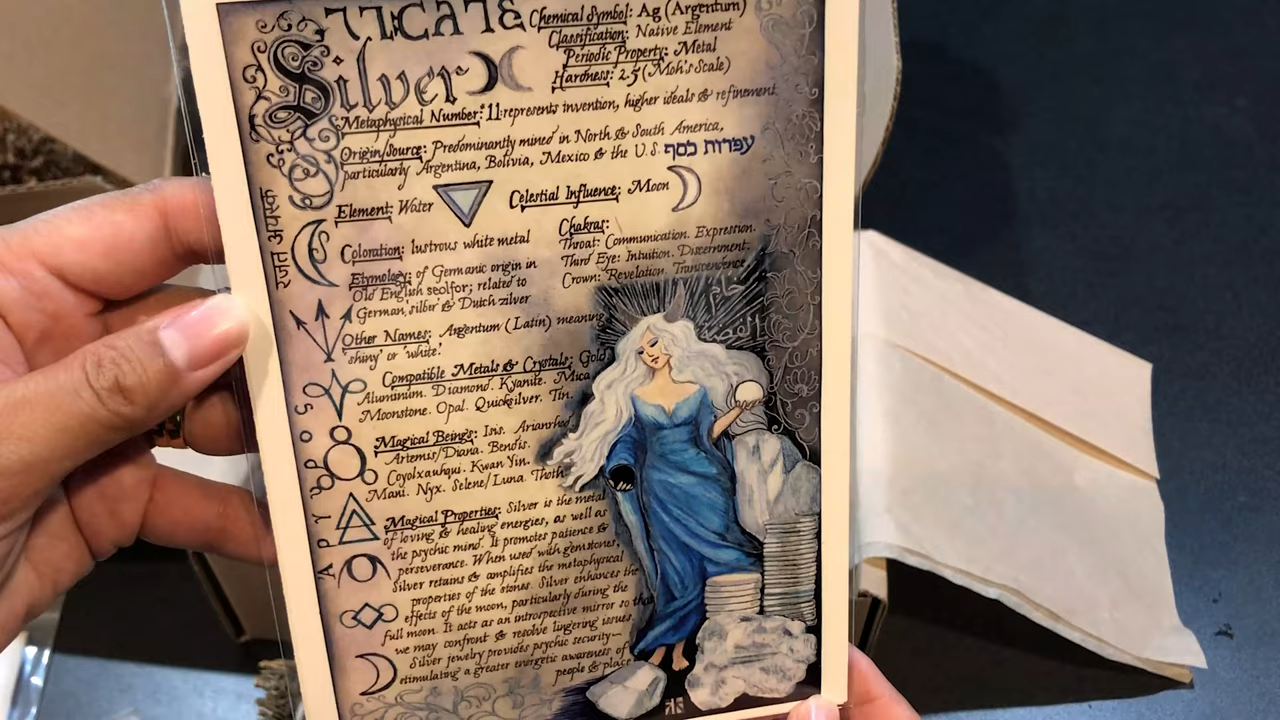 Chemical Symbol: Ag (Argentum)
Classification: Native Element
Periodic Property: Metal
Hardness: 2.5 (Moh's Scale)
Silver
Metaphysical Number: 11: represents invention, higher ideals & refinement
Origin/Source: Predominantly mined in North & South America,
particularly Argentina, Bolivia, Mexico & the U.S. עפרות כסף
Element: Water
Celestial Influence: Moon
Coloration: lustrous white metal
Etymology: of Germanic origin in
Old English seolfor; related to
German, silber & Dutch zilver
Chakras:
Throat: Communication. Expression.
Third Eye: Intuition. Discernment.
Crown: Revelation. Transcendence
Other Names: Argentum (Latin) meaning
'shiny' or 'white'.
Compatible Metals & Crystals: Gold.
Aluminum. Diamond. Kyanite. Mica.
Moonstone. Opal. Quicksilver. Tin.
Magical Beings: Isis. Arianrhod
Artemis/Diana. Bendis.
Coyolxauhqui. Kwan Yin.
Mani. Nyx. Selene/Luna. Thoth.
Magical Properties: Silver is the metal
of loving & healing energies, as well as
the psychic mind. It promotes patience &
perseverance. When used with gemstones,
Silver retains & amplifies the metaphysical
properties of the stones. Silver enhances the
effects of the moon, particularly during the
full moon. It acts as an introspective mirror so that
we may confront & resolve lingering issues.
Silver jewelry provides psychic security—
stimulating a greater energetic awareness of
people & place
रजत अयस्क